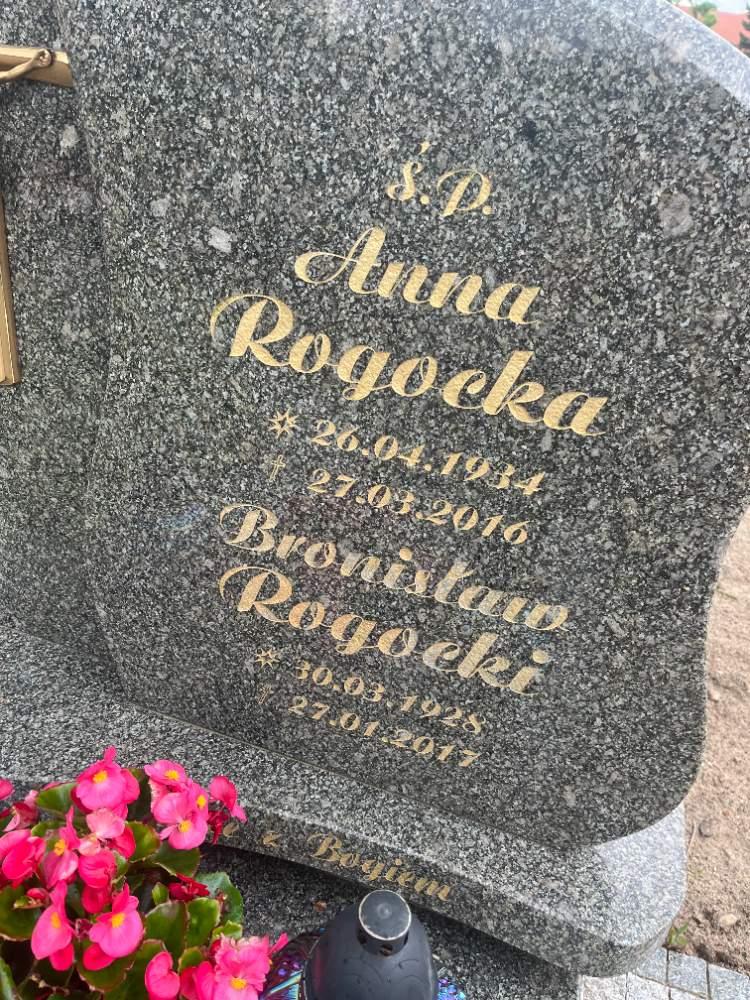 ś.P.
Anna
Rogocka
26.04.1934
27.03.2016
Bronisław
Rogocki
30.03.1928
27.01.2017
z Bogiem